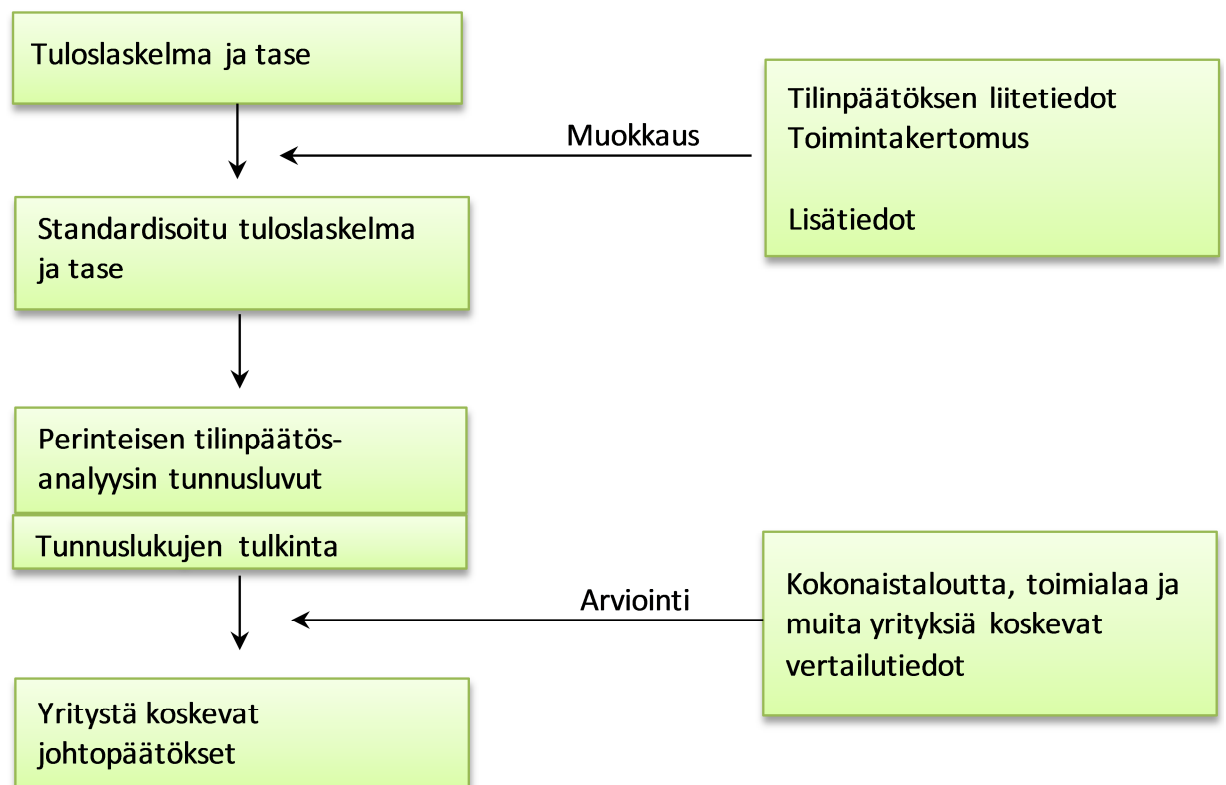 Tuloslaskelma ja tase
Tilinpäätöksen liitetiedot
Toimintakertomus
Lisätiedot
Muokkaus
Standardisoitu tuloslaskelma
ja tase
Perinteisen tilinpäätös-
analyysin tunnusluvut
Tunnuslukujen tulkinta
Arviointi
Kokonaistaloutta, toimialaa ja
muita yrityksiä koskevat
vertailutiedot
Yritystä koskevat
johtopäätökset